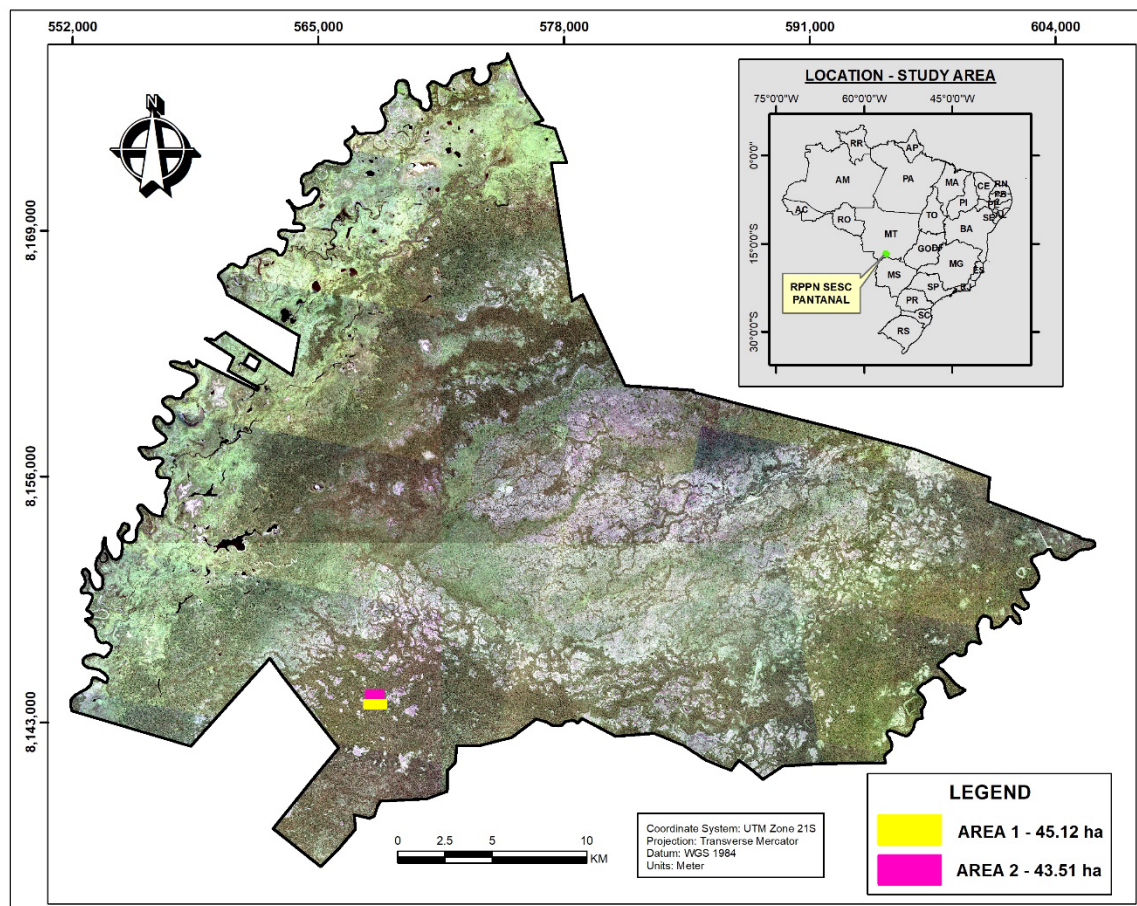 552,000 565,000 578,000 591,000 604,000
8,169,000
8,156,000
8,143,000
N
LOCATION - STUDY AREA
75°0'0"W 60°0'0"W 45°0'0"W
0°0'0"
15°0'0"S
30°0'0"S
RR AP
AM PA MA CE RN
PB
AC RO TO PI PE
AL
SE
MT BA
GO DF
MS MG ES
SP RJ
PR
SC
RS
RPPN SESC
PANTANAL
0 2.5 5 10
KM
Coordinate System: UTM Zone 21S
Projection: Transverse Mercator
Datum: WGS 1984
Units: Meter
LEGEND
AREA 1 - 45.12 ha
AREA 2 - 43.51 ha